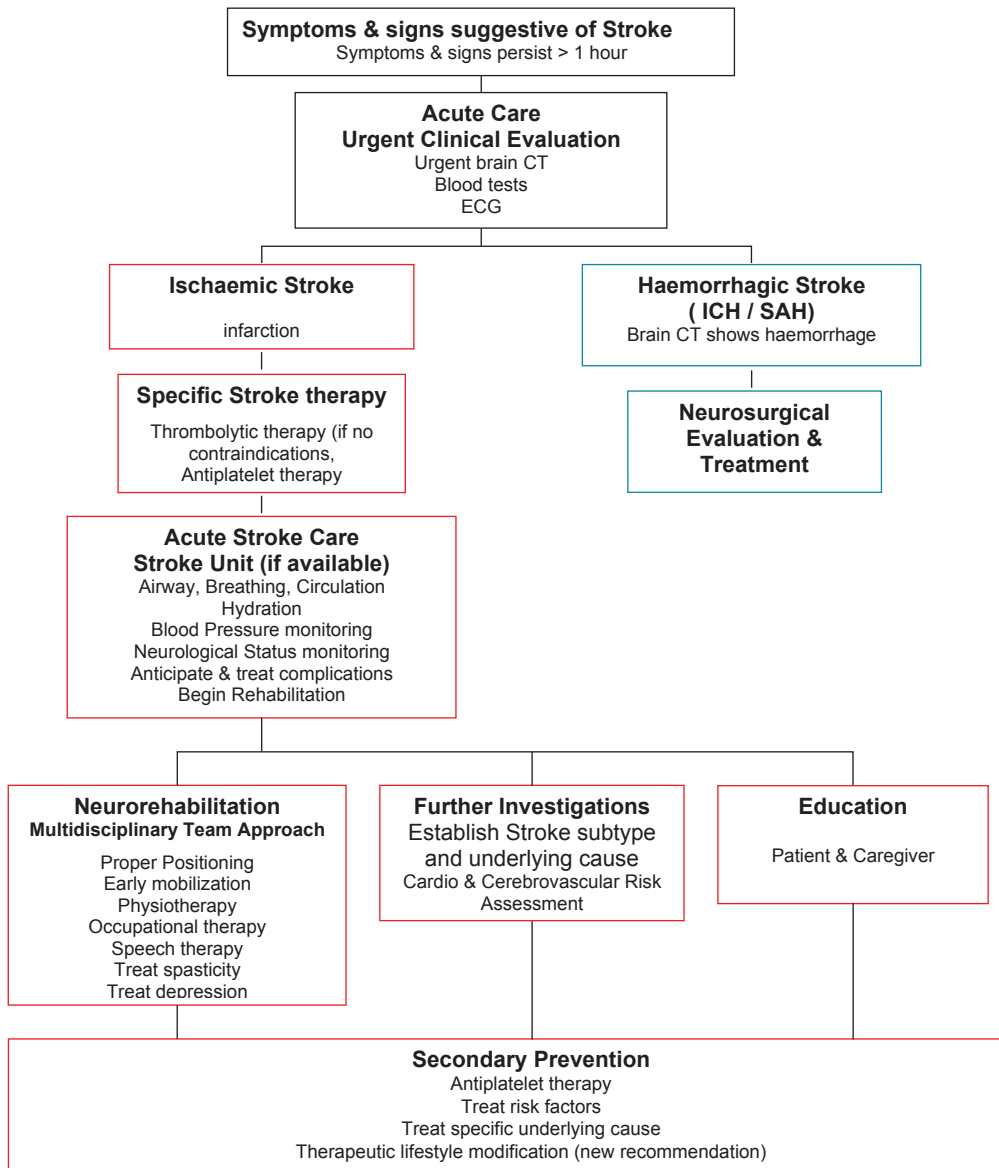 Symptoms & signs suggestive of Stroke
Symptoms & signs persist > 1 hour
Acute Care
Urgent Clinical Evaluation
Urgent brain CT
Blood tests
ECG
Ischaemic Stroke
infarction
Haemorrhagic Stroke
( ICH / SAH)
Brain CT shows haemorrhage
Specific Stroke therapy
Thrombolytic therapy (if no
contraindications,
Antiplatelet therapy
Neurosurgical
Evaluation &
Treatment
Acute Stroke Care
Stroke Unit (if available)
Airway, Breathing, Circulation
Hydration
Blood Pressure monitoring
Neurological Status monitoring
Anticipate & treat complications
Begin Rehabilitation
Neurorehabilitation
Multidisciplinary Team Approach
Proper Positioning
Early mobilization
Physiotherapy
Occupational therapy
Speech therapy
Treat spasticity
Treat depression
Further Investigations
Establish Stroke subtype
and underlying cause
Cardio & Cerebrovascular Risk
Assessment
Education
Patient & Caregiver
Secondary Prevention
Antiplatelet therapy
Treat risk factors
Treat specific underlying cause
Therapeutic lifestyle modification (new recommendation)